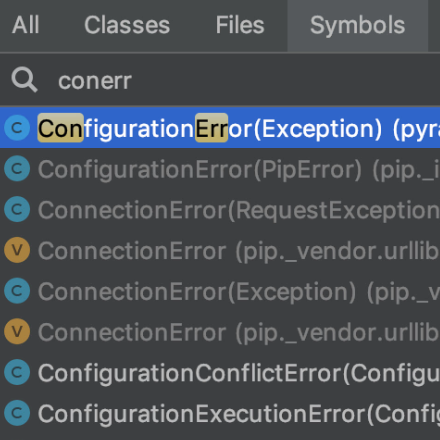 All Classes Files Symbols
conerr
C ConfigurationError(Exception) (pyra
C ConfigurationError(PipError) (pip._i
C ConnectionError(RequestException
V ConnectionError (pip._vendor.urllib
C ConnectionError(Exception) (pip._v
V ConnectionError (pip._vendor.urllib
C ConfigurationConflictError(Configu
C ConfigurationExecutionError(Config